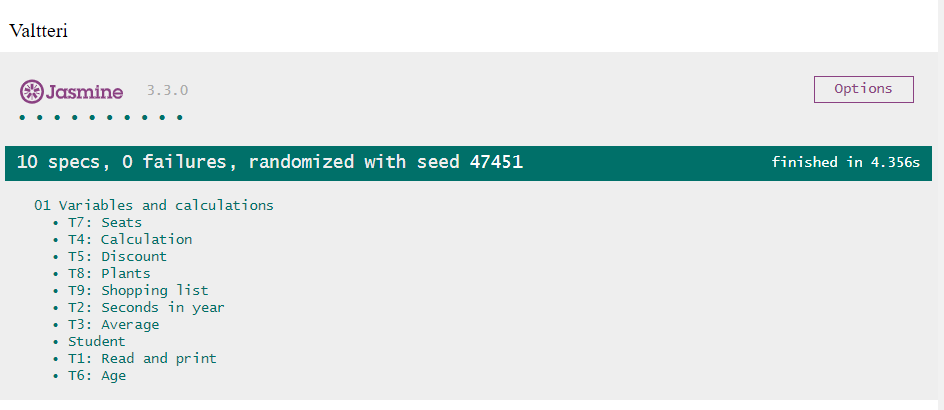 Valtteri
Jasmine 3.3.0
Options
• • • • • • • • • •
10 specs, 0 failures, randomized with seed 47451
finished in 4.356s
01 Variables and calculations
• T7: Seats
• T4: Calculation
• T5: Discount
• T8: Plants
• T9: Shopping list
• T2: Seconds in year
• T3: Average
• Student
• T1: Read and print
• T6: Age